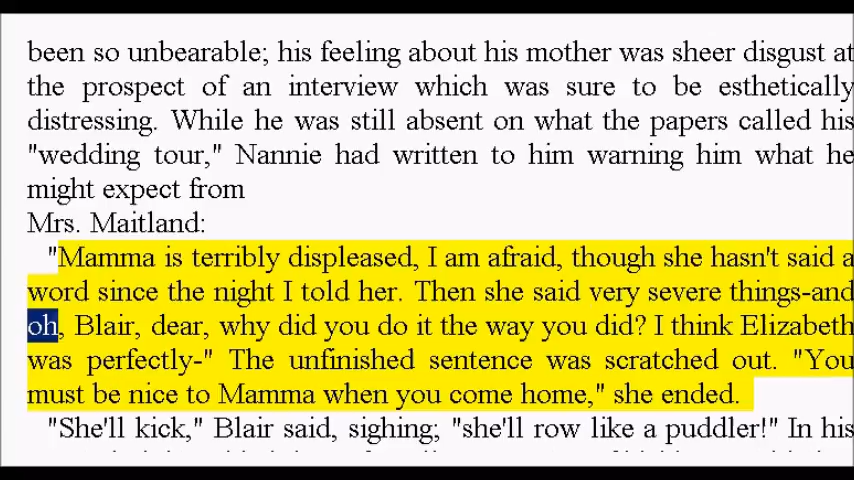 been so unbearable; his feeling about his mother was sheer disgust at
the prospect of an interview which was sure to be esthetically
distressing. While he was still absent on what the papers called his
"wedding tour," Nannie had written to him warning him what he
might expect from
Mrs. Maitland:
"Mamma is terribly displeased, I am afraid, though she hasn't said a
word since the night I told her. Then she said very severe things-and
oh, Blair, dear, why did you do it the way you did? I think Elizabeth
was perfectly-" The unfinished sentence was scratched out. "You
must be nice to Mamma when you come home," she ended.
"She'll kick," Blair said, sighing; "she'll row like a puddler!" In his